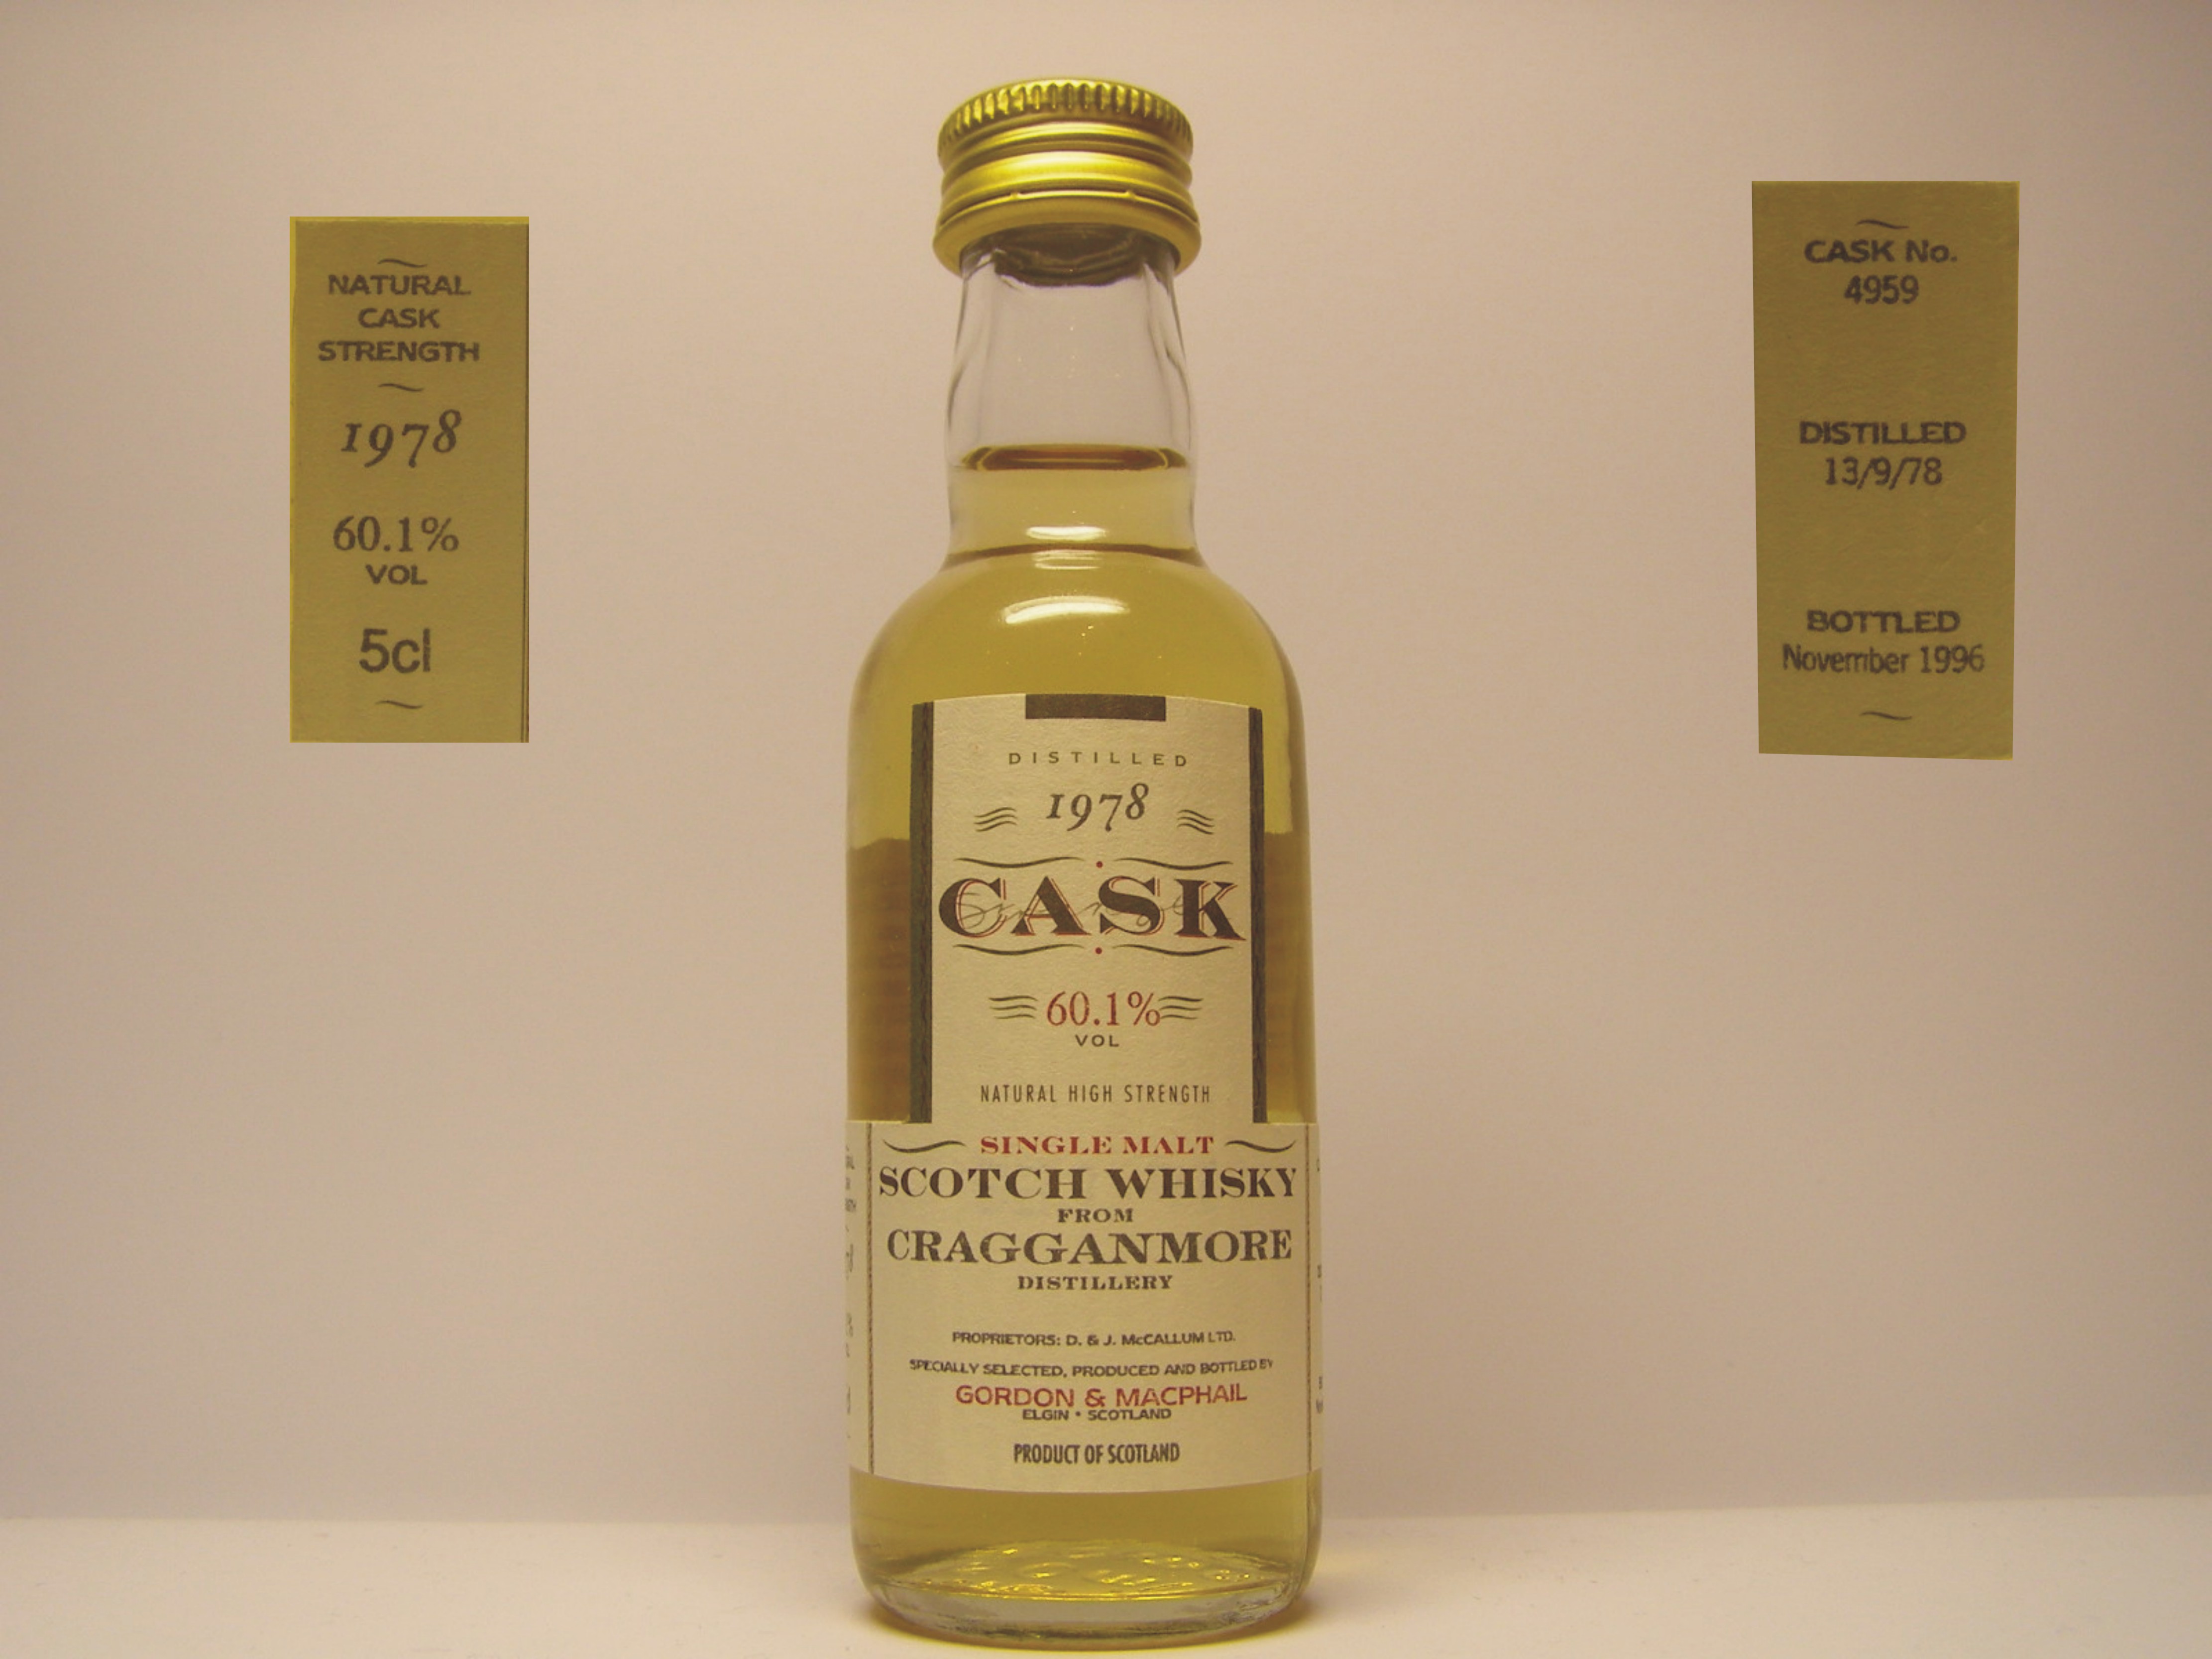 NATURAL
CASK
STRENGTH
1978
60.1%
VOL
5cl
CASK No.
4959
DISTILLED
13/9/78
BOTTLED
November 1996
DISTILLED
1978
CASK
60.1%
VOL
NATURAL HIGH STRENGTH
SINGLE MALT
SCOTCH WHISKY
FROM
CRAGGANMORE
DISTILLERY
PROPRIETORS: D. & J. McCALLUM LTD.
SPECIALLY SELECTED, PRODUCED AND BOTTLED BY
GORDON & MACPHAIL
ELGIN • SCOTLAND
PRODUCT OF SCOTLAND